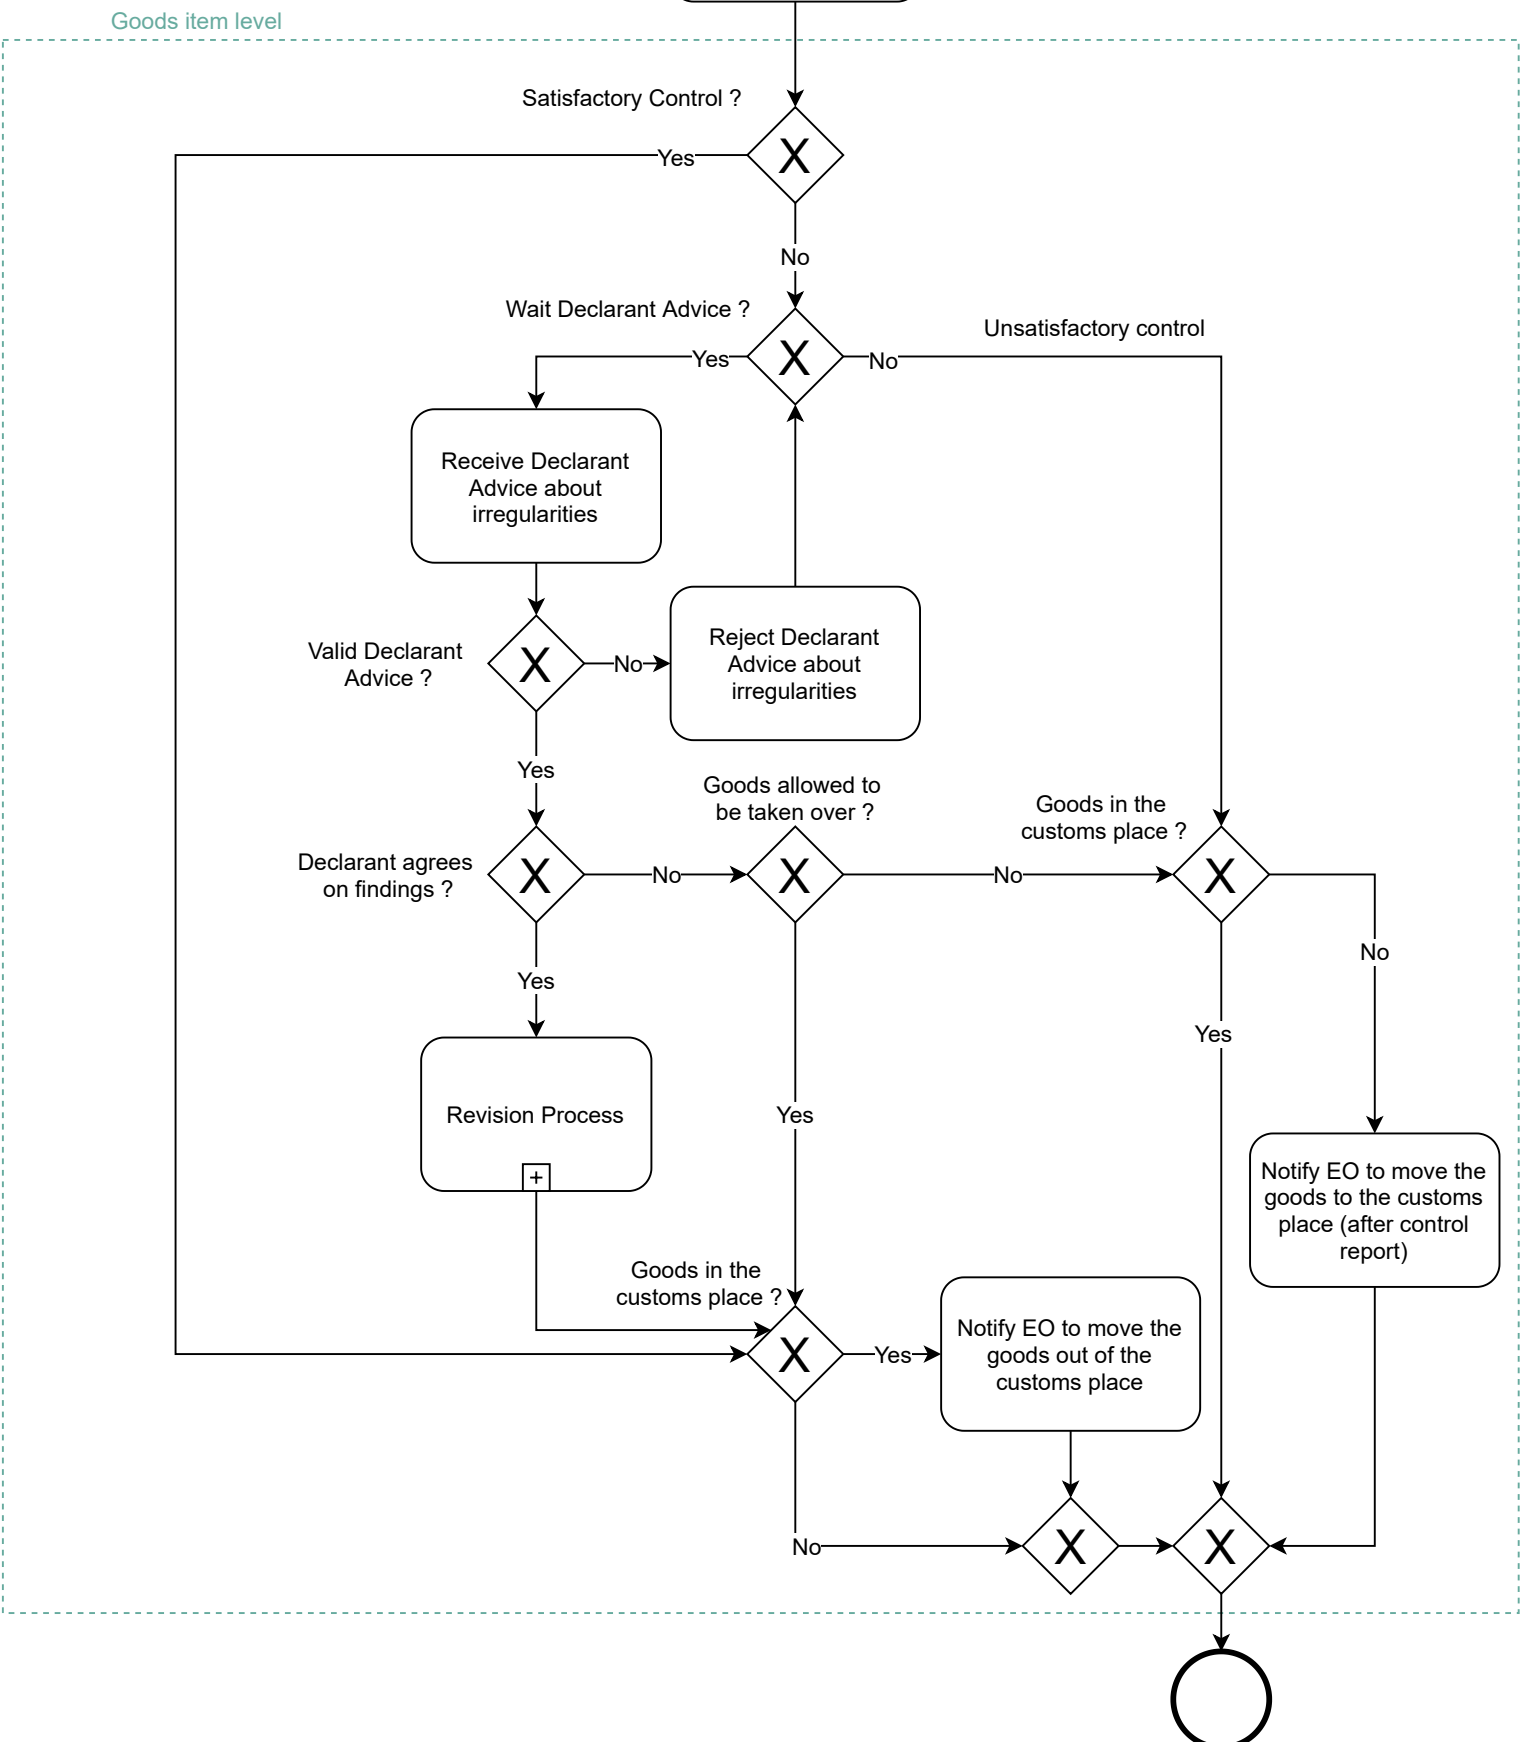 Goods item level
Satisfactory Control ?
X
Yes
No
Wait Declarant Advice ?
Unsatisfactory control
X
Yes
No
Receive Declarant
Advice about
irregularities
Valid Declarant
Advice ?
X
No
Reject Declarant
Advice about
irregularities
Yes
Goods allowed to
be taken over ?
Goods in the
customs place ?
Declarant agrees
on findings ?
X
No
X
No
X
No
Yes
Yes
Yes
Revision Process
+
Notify EO to move the
goods to the customs
place (after control
report)
Goods in the
customs place ?
X
Yes
Notify EO to move the
goods out of the
customs place
No
X
X